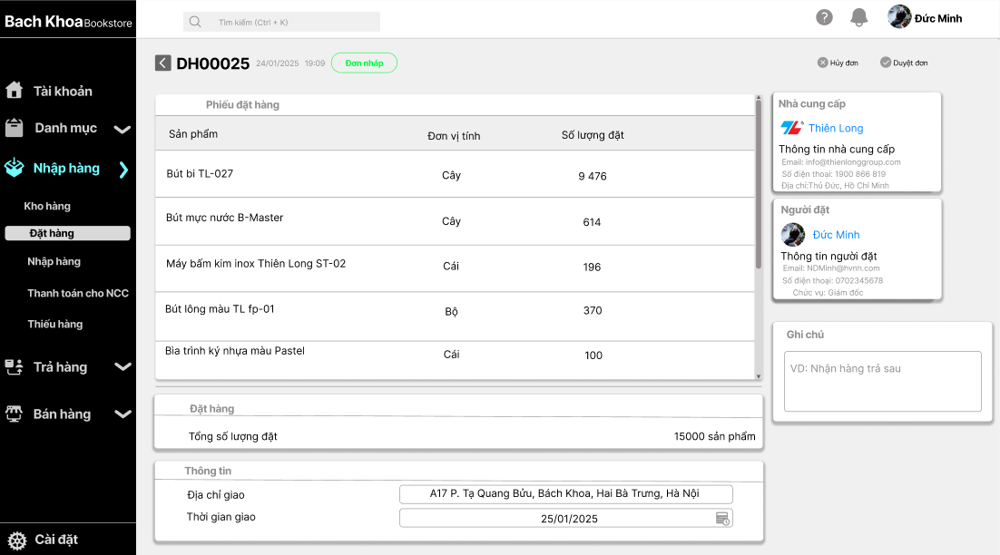 Bach Khoa Bookstore
Tìm kiếm (Ctrl + K)
?
Đức Minh
Tài khoản
Danh mục
Nhập hàng
Kho hàng
Đặt hàng
Nhập hàng
Thanh toán cho NCC
Thiếu hàng
Trả hàng
Bán hàng
Cài đặt
DH00025 24/01/2025 19:09 Đơn nháp
Hủy đơn Duyệt đơn
Phiếu đặt hàng
Sản phẩm Đơn vị tính Số lượng đặt
Bút bi TL-027 Cây 9 476
Bút mực nước B-Master Cây 614
Máy bấm kim inox Thiên Long ST-02 Cái 196
Bút lông màu TL fp-01 Bộ 370
Bìa trình ký nhựa màu Pastel Cái 100
Đặt hàng
Tổng số lượng đặt 15000 sản phẩm
Thông tin
Địa chỉ giao A17 P. Tạ Quang Bửu, Bách Khoa, Hai Bà Trưng, Hà Nội
Thời gian giao 25/01/2025
Nhà cung cấp
Thiên Long
Thông tin nhà cung cấp
Email: info@thienlonggroup.com
Số điện thoại: 1900 866 819
Địa chỉ:Thủ Đức, Hồ Chí Minh
Người đặt
Đức Minh
Thông tin người đặt
Email: NDMinh@hvnh.com
Số điện thoại: 0702345678
Chức vụ: Giám đốc
Ghi chú
VD: Nhận hàng trả sau